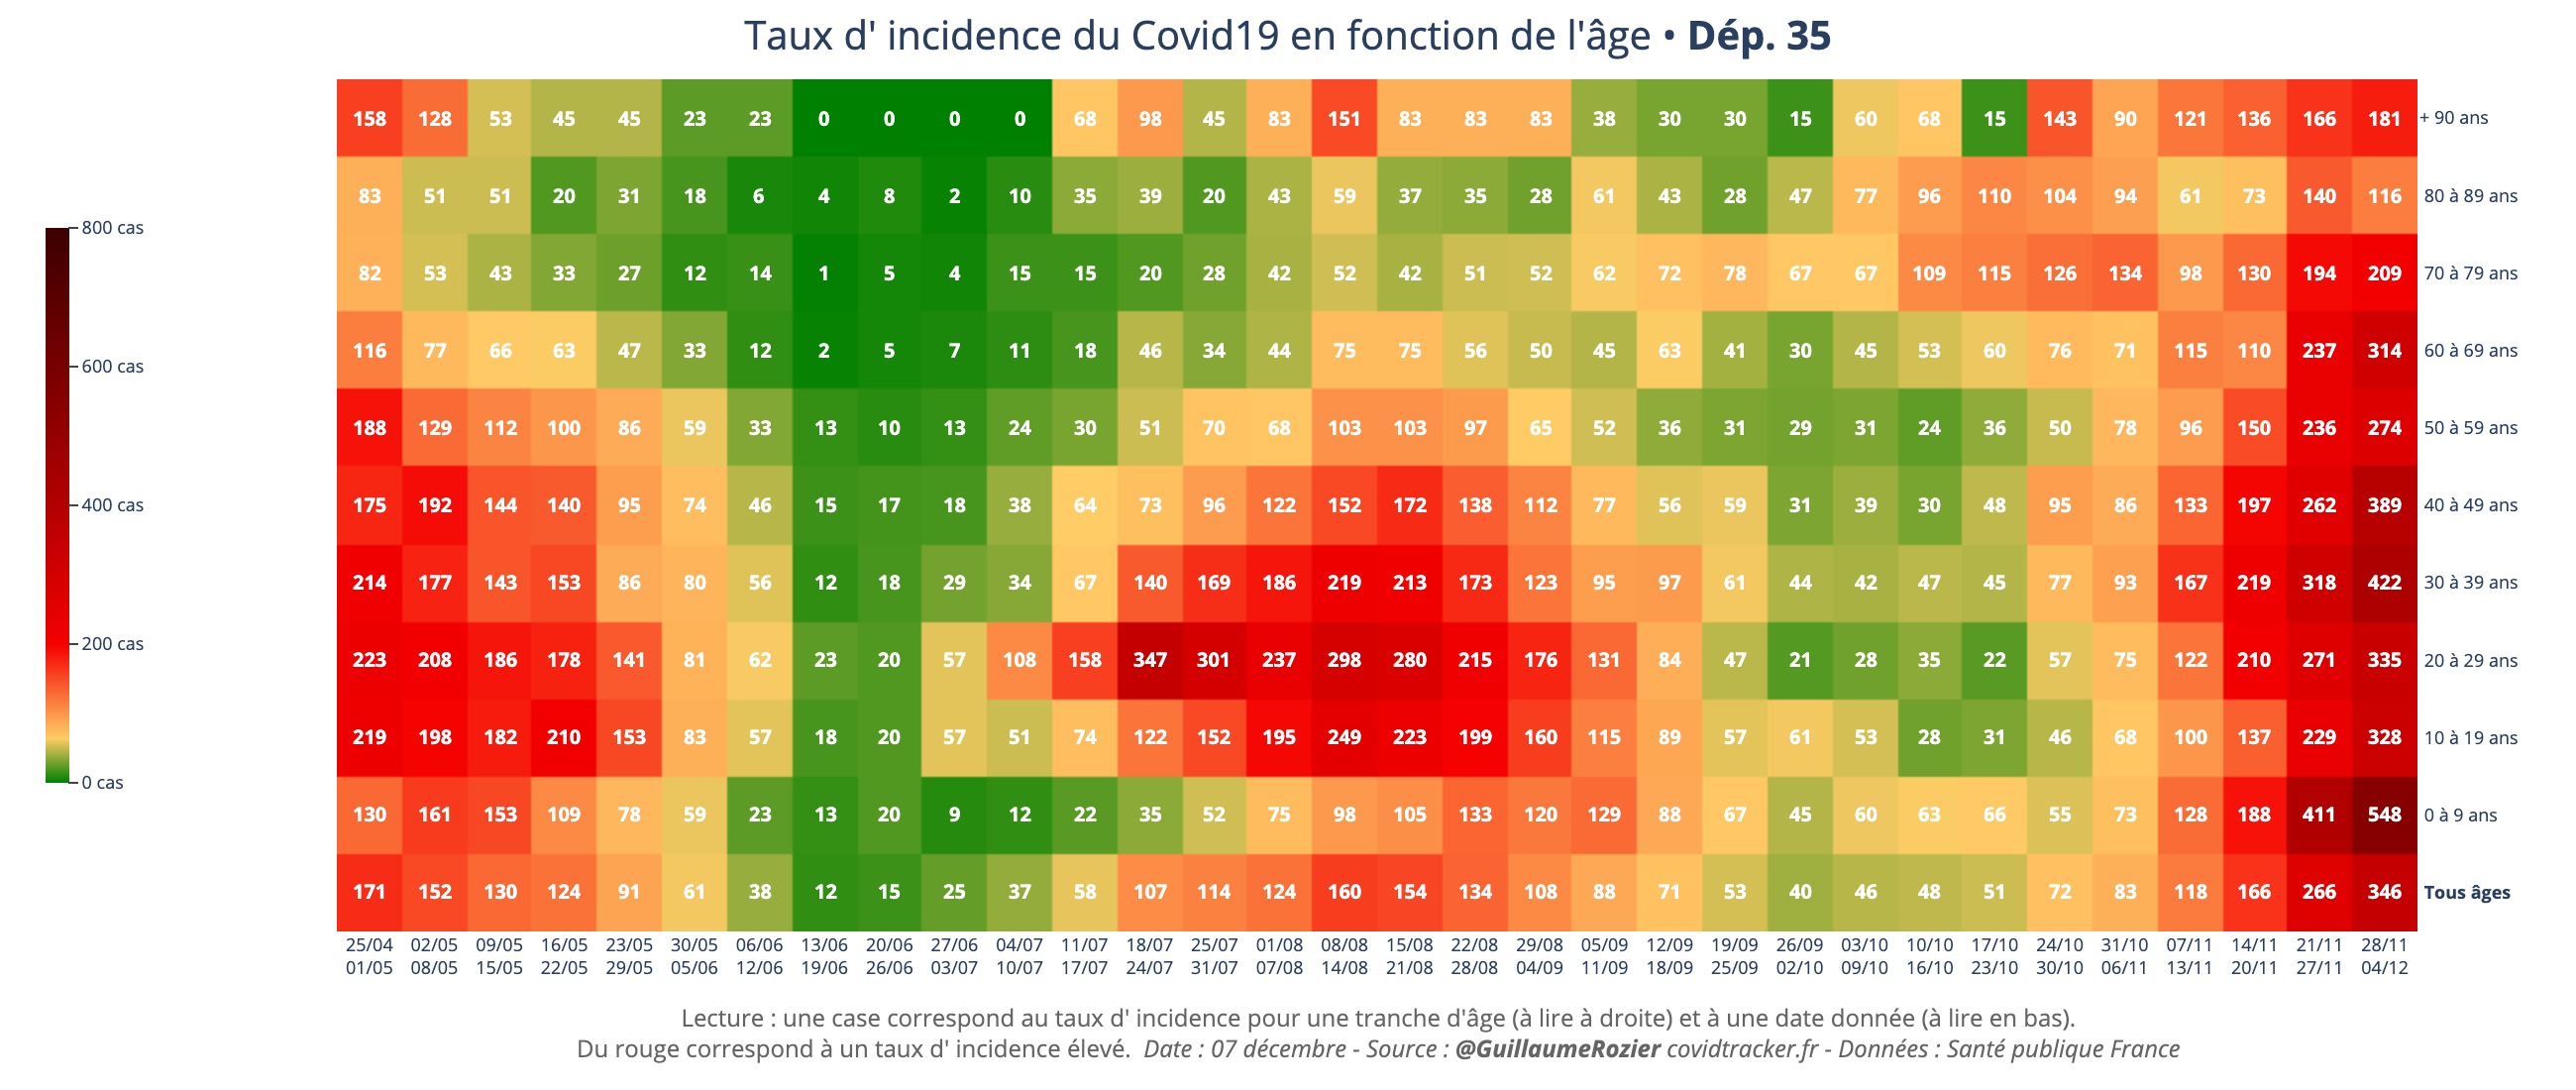 Taux d' incidence du Covid19 en fonction de l'âge • Dép. 35
158 128 53 45 45 23 23 0 0 0 0 68 98 45 83 151 83 83 83 38 30 30 15 60 68 15 143 90 121 136 166 181 + 90 ans
83 51 51 20 31 18 6 4 8 2 10 35 39 20 43 59 37 35 28 61 43 28 47 77 96 110 104 94 61 73 140 116 80 à 89 ans
82 53 43 33 27 12 14 1 5 4 15 15 20 28 42 52 42 51 52 62 72 78 67 67 109 115 126 134 98 130 194 209 70 à 79 ans
116 77 66 63 47 33 12 2 5 7 11 18 46 34 44 75 75 56 50 45 63 41 30 45 53 60 76 71 115 110 237 314 60 à 69 ans
188 129 112 100 86 59 33 13 10 13 24 30 51 70 68 103 103 97 65 52 36 31 29 31 24 36 50 78 96 150 236 274 50 à 59 ans
175 192 144 140 95 74 46 15 17 18 38 64 73 96 122 152 172 138 112 77 56 59 31 39 30 48 95 86 133 197 262 389 40 à 49 ans
214 177 143 153 86 80 56 12 18 29 34 67 140 169 186 219 213 173 123 95 97 61 44 42 47 45 77 93 167 219 318 422 30 à 39 ans
223 208 186 178 141 81 62 23 20 57 108 158 347 301 237 298 280 215 176 131 84 47 21 28 35 22 57 75 122 210 271 335 20 à 29 ans
219 198 182 210 153 83 57 18 20 57 51 74 122 152 195 249 223 199 160 115 89 57 61 53 28 31 46 68 100 137 229 328 10 à 19 ans
130 161 153 109 78 59 23 13 20 9 12 22 35 52 75 98 105 133 120 129 88 67 45 60 63 66 55 73 128 188 411 548 0 à 9 ans
171 152 130 124 91 61 38 12 15 25 37 58 107 114 124 160 154 134 108 88 71 53 40 46 48 51 72 83 118 166 266 346 Tous âges
25/04 02/05 09/05 16/05 23/05 30/05 06/06 13/06 20/06 27/06 04/07 11/07 18/07 25/07 01/08 08/08 15/08 22/08 29/08 05/09 12/09 19/09 26/09 03/10 10/10 17/10 24/10 31/10 07/11 14/11 21/11 28/11
01/05 08/05 15/05 22/05 29/05 05/06 12/06 19/06 26/06 03/07 10/07 17/07 24/07 31/07 07/08 14/08 21/08 28/08 04/09 11/09 18/09 25/09 02/10 09/10 16/10 23/10 30/10 06/11 13/11 20/11 27/11 04/12
800 cas
600 cas
400 cas
200 cas
0 cas
Lecture : une case correspond au taux d' incidence pour une tranche d'âge (à lire à droite) et à une date donnée (à lire en bas).
Du rouge correspond à un taux d' incidence élevé. Date : 07 décembre - Source : @GuillaumeRozier covidtracker.fr - Données : Santé publique France